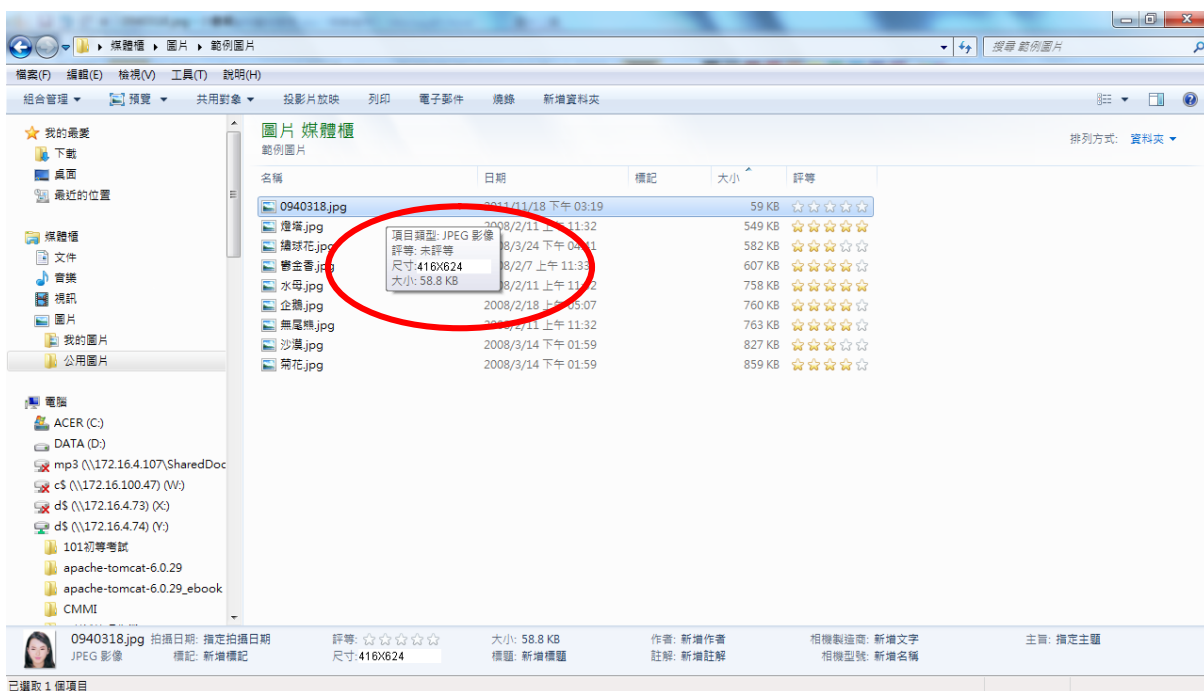 媒體櫃 ▸ 圖片 ▸ 範例圖片
搜尋 範例圖片
檔案(F) 編輯(E) 檢視(V) 工具(T) 說明(H)
組合管理 預覽 共用對象 投影片放映 列印 電子郵件 燒錄 新增資料夾
我的最愛
下載
桌面
最近的位置
媒體櫃
文件
音樂
視訊
圖片
我的圖片
公用圖片
電腦
ACER (C:)
DATA (D:)
mp3 (\\172.16.4.107\SharedDoc
c$ (\\172.16.100.47) (W:)
d$ (\\172.16.4.73) (X:)
d$ (\\172.16.4.74) (Y:)
101初等考試
apache-tomcat-6.0.29
apache-tomcat-6.0.29_ebook
CMMI
圖片 媒體櫃
範例圖片
排列方式: 資料夾
名稱 日期 標記 大小 評等
0940318.jpg 2011/11/18 下午 03:19 59 KB
燈塔.jpg 2008/2/11 上午 11:32 549 KB
繡球花.jpg 2008/3/24 下午 04:41 582 KB
鬱金香.jpg 2008/2/7 上午 607 KB
水母.jpg 2008/2/11 上午 758 KB
企鵝.jpg 2008/2/18 上午 05:07 760 KB
無尾熊.jpg 2008/2/11 上午 11:32 763 KB
沙漠.jpg 2008/3/14 下午 01:59 827 KB
菊花.jpg 2008/3/14 下午 01:59 859 KB
項目類型: JPEG 影像
評等: 未評等
尺寸:416X624
大小: 58.8 KB
0940318.jpg 拍攝日期: 指定拍攝日期 評等: 大小: 58.8 KB 作者: 新增作者 相機製造商: 新增文字 主旨: 指定主題
JPEG 影像 標記: 新增標記 尺寸:416X624 標題: 新增標題 註解: 新增註解 相機型號: 新增名稱
已選取 1 個項目